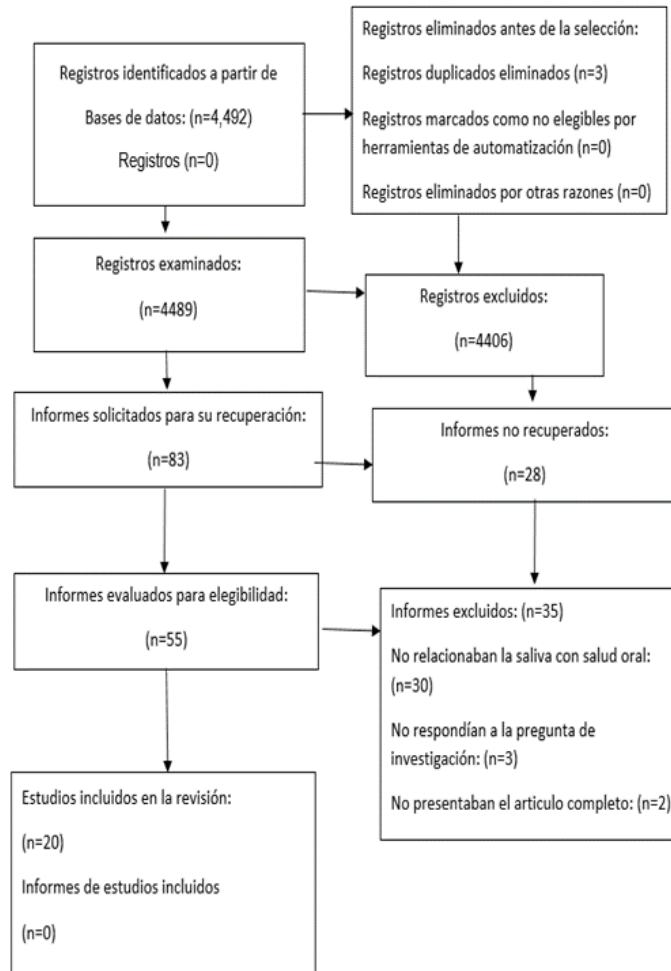 Registros identificados a partir de
Bases de datos: (n=4,492)
Registros (n=0)
Registros eliminados antes de la selección:
Registros duplicados eliminados (n=3)
Registros marcados como no elegibles por
herramientas de automatización (n=0)
Registros eliminados por otras razones (n=0)
Registros examinados:
(n=4489)
Registros excluidos:
(n=4406)
Informes solicitados para su recuperación:
(n=83)
Informes no recuperados:
(n=28)
Informes evaluados para elegibilidad:
(n=55)
Informes excluidos: (n=35)
No relacionaban la saliva con salud oral:
(n=30)
No respondían a la pregunta de
investigación: (n=3)
No presentaban el articulo completo: (n=2)
Estudios incluidos en la revisión:
(n=20)
Informes de estudios incluidos
(n=0)